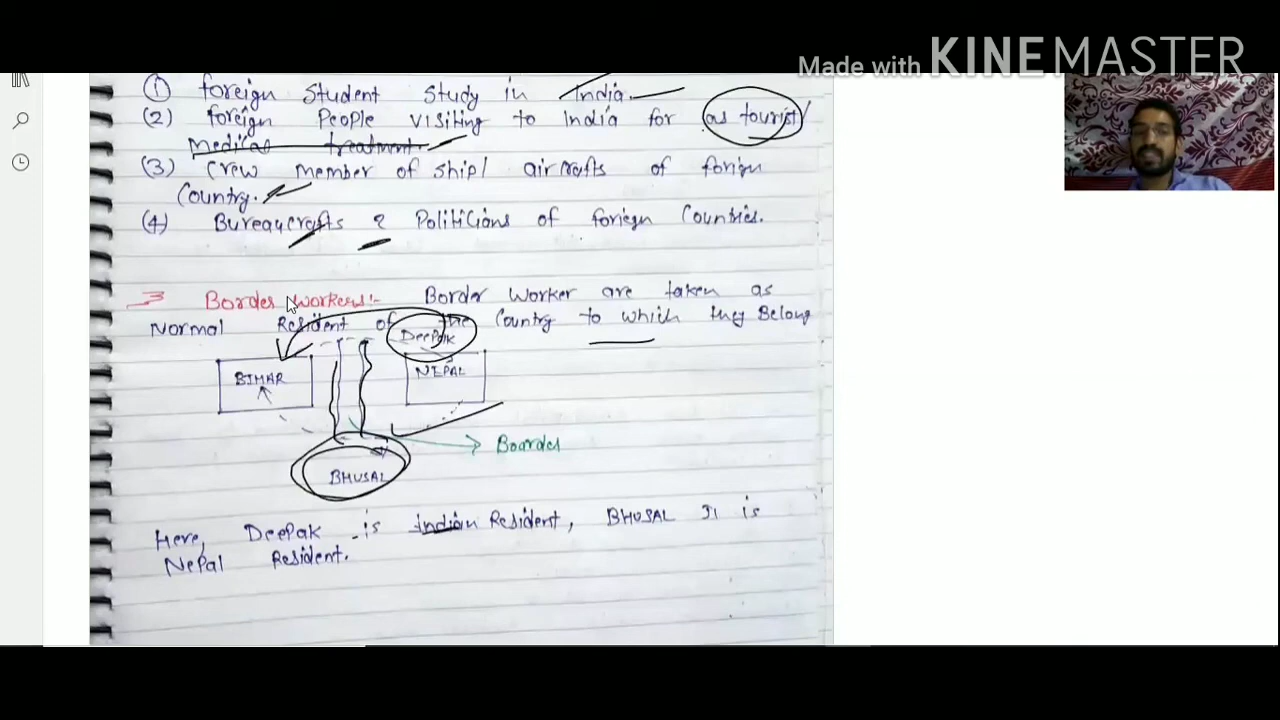 Made with KINEMASTER
(1) foreign Student Study in India.
(2) foreign People visiting to India for as tourist/
Medical treatment.
(3) Crew member of ship/ aircrafts of forign
Country.
(4) Bureaucrafts & Politicians of foriegn Countries.
3 Border workers:- Border Worker are taken as
Normal Resident of the Country to which they Belong
Deepak
BIHAR NEPAL
Boarder
BHUSAL
Here, Deepak is Indian Resident, BHUSAL JI is
Nepal Resident.